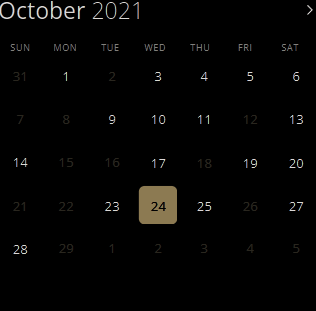 October 2021 >
SUN MON TUE WED THU FRI SAT
31 1 2 3 4 5 6
7 8 9 10 11 12 13
14 15 16 17 18 19 20
21 22 23 24 25 26 27
28 29 1 2 3 4 5